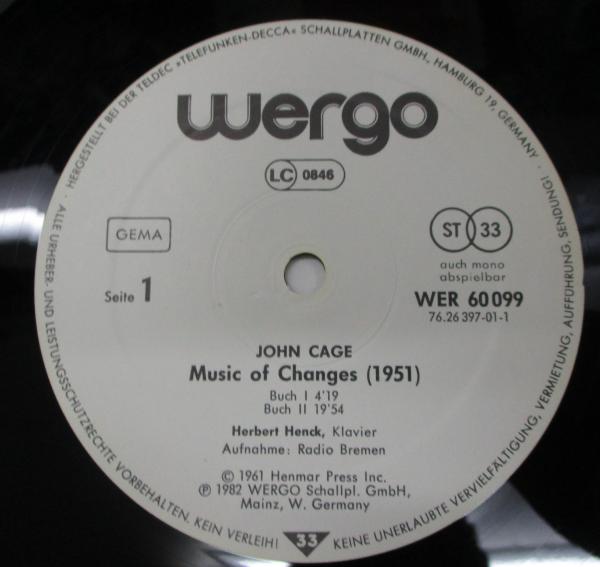 HERGESTELLT BEI DER TELDEC »TELEFUNKEN-DECCA« SCHALLPLATTEN GMBH, HAMBURG 19, GERMANY ·
wergo
LC 0846
GEMA
ST 33
auch mono
abspielbar
Seite 1
WER 60099
76.26 397-01-1
JOHN CAGE
Music of Changes (1951)
Buch I 4'19
Buch II 19'54
Herbert Henck, Klavier
Aufnahme: Radio Bremen
© 1961 Henmar Press Inc.
℗ 1982 WERGO Schallpl. GmbH,
Mainz, W. Germany
· ALLE URHEBER- UND LEISTUNGSSCHUTZRECHTE VORBEHALTEN. KEIN VERLEIH!
33
KEINE UNERLAUBTE VERVIELFÄLTIGUNG, VERMIETUNG, AUFFÜHRUNG, SENDUNG!